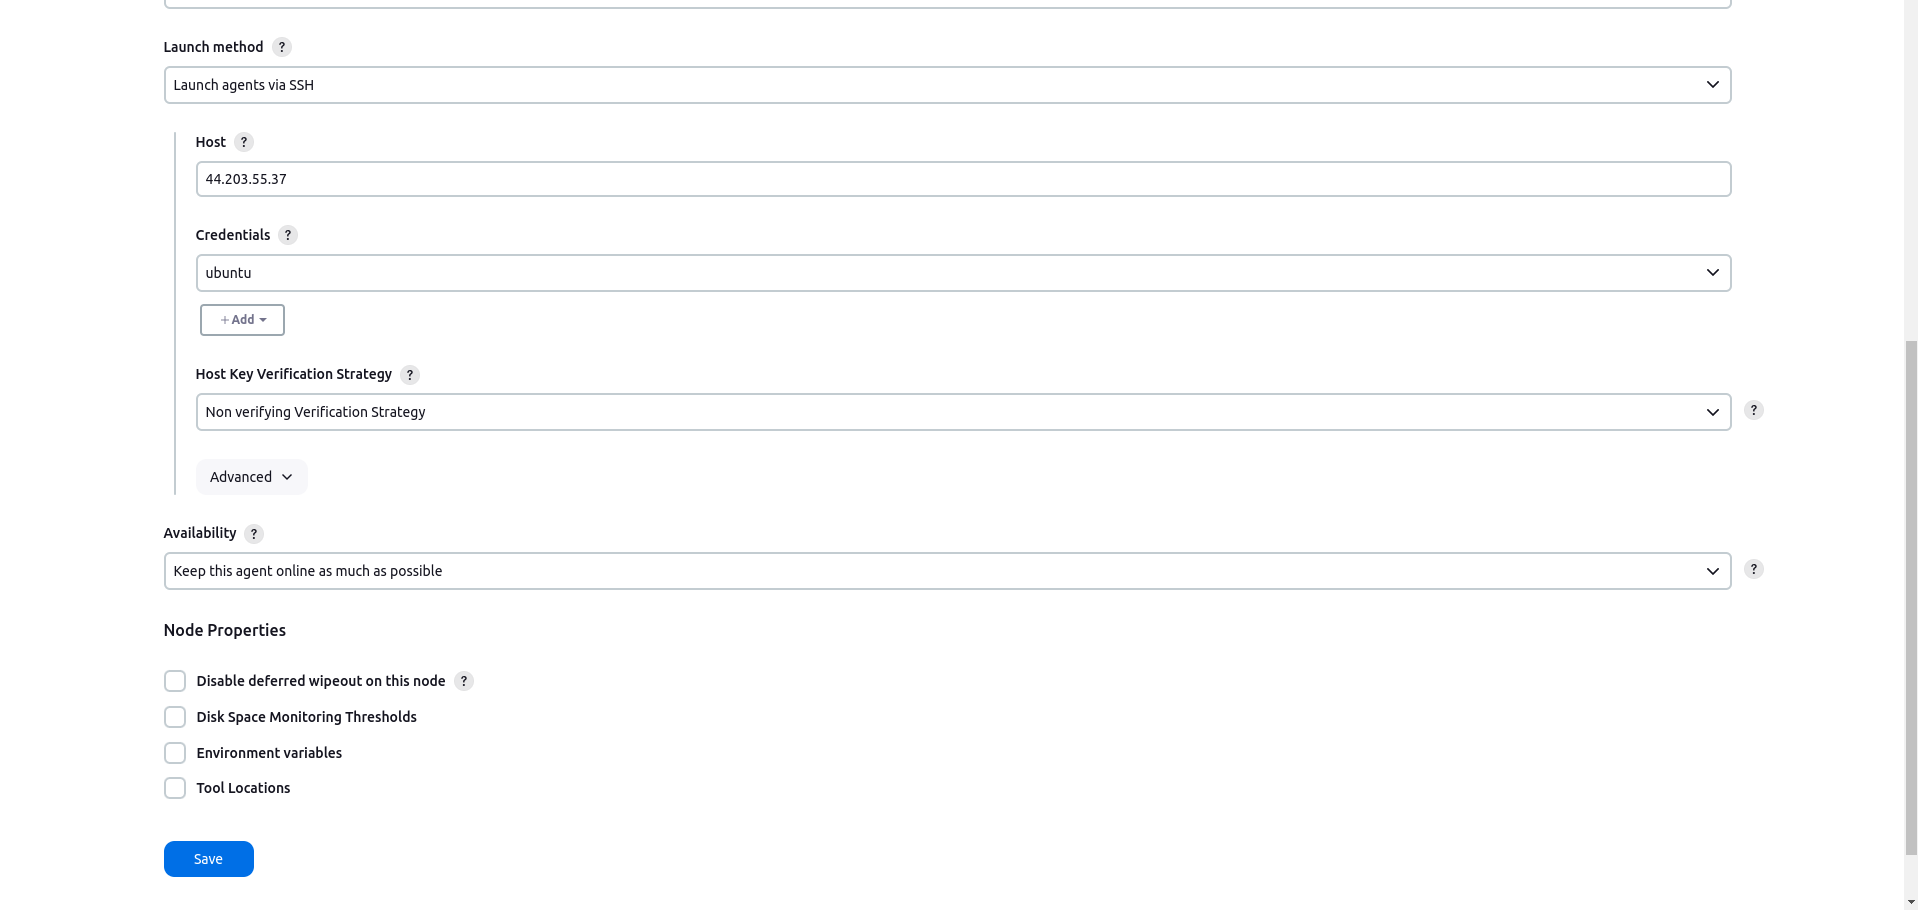 Launch method ?
Launch agents via SSH
Host ?
44.203.55.37
Credentials ?
ubuntu
+ Add
Host Key Verification Strategy ?
Non verifying Verification Strategy ?
Advanced
Availability ?
Keep this agent online as much as possible ?
Node Properties
Disable deferred wipeout on this node ?
Disk Space Monitoring Thresholds
Environment variables
Tool Locations
Save